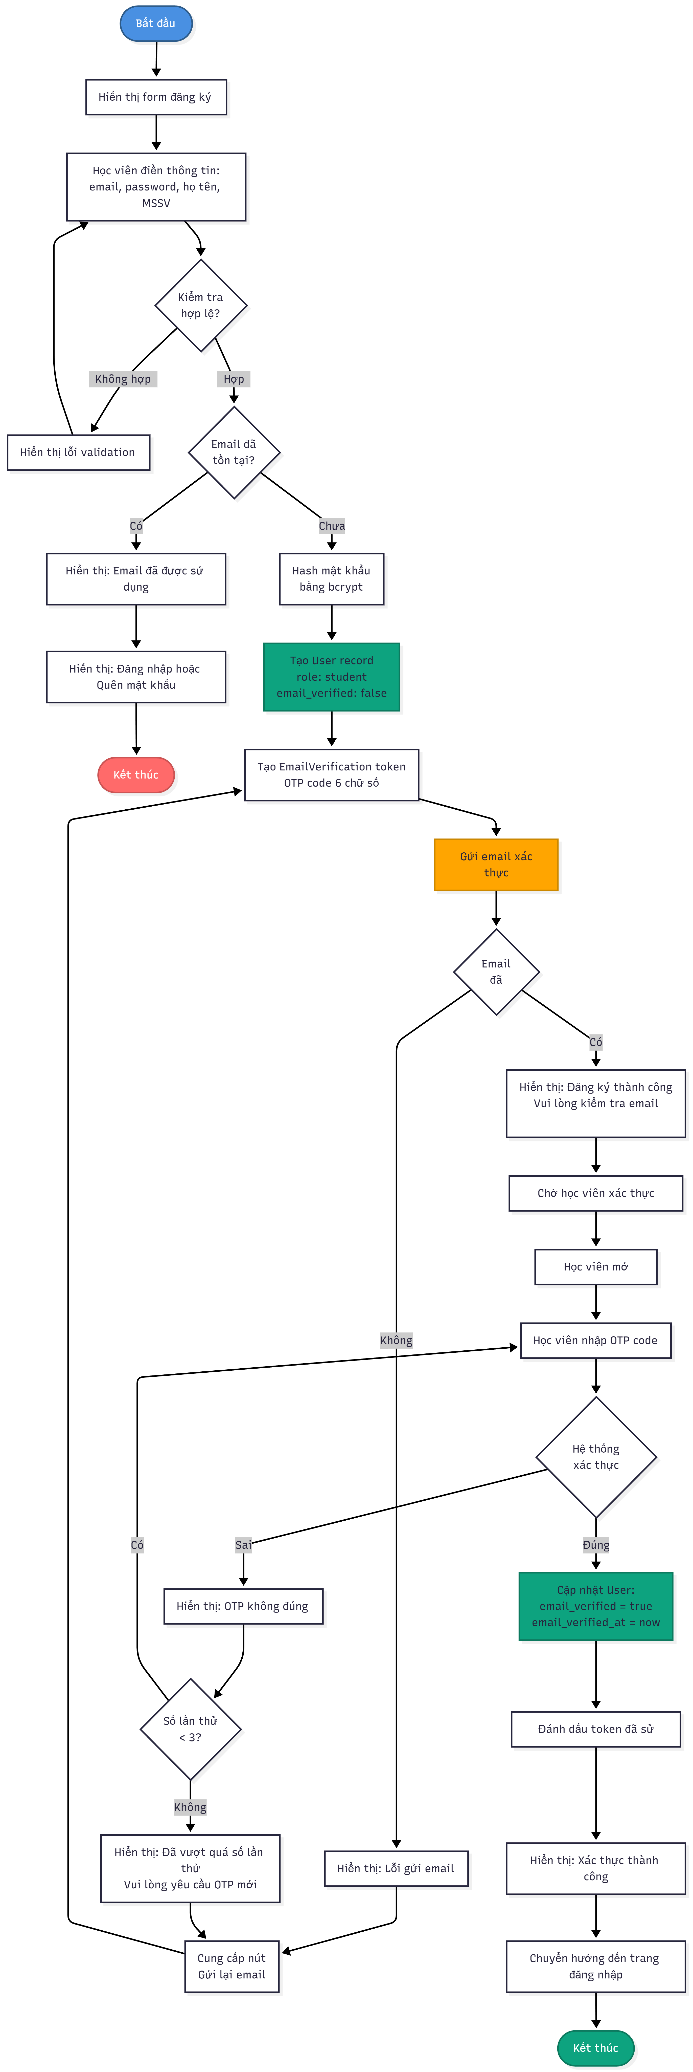 Bắt đầu
Hiển thị form đăng ký
Học viên điền thông tin:
email, password, họ tên,
MSSV
Kiểm tra
hợp lệ?
Không hợp
Hợp
Hiển thị lỗi validation
Email đã
tồn tại?
Có
Chưa
Hiển thị: Email đã được sử
dụng
Hash mật khẩu
bằng bcrypt
Hiển thị: Đăng nhập hoặc
Quên mật khẩu
Tạo User record
role: student
email_verified: false
Kết thúc
Tạo EmailVerification token
OTP code 6 chữ số
Gửi email xác
thực
Email
đã
Có
Hiển thị: Đăng ký thành công
Vui lòng kiểm tra email
Chờ học viên xác thực
Học viên mở
Không
Học viên nhập OTP code
Hệ thống
xác thực
Có
Sai
Đúng
Hiển thị: OTP không đúng
Cập nhật User:
email_verified = true
email_verified_at = now
Số lần thử
< 3?
Đánh dấu token đã sử
Không
Hiển thị: Đã vượt quá số lần
thử
Vui lòng yêu cầu OTP mới
Hiển thị: Lỗi gửi email
Hiển thị: Xác thực thành
công
Cung cấp nút
Gửi lại email
Chuyển hướng đến trang
đăng nhập
Kết thúc